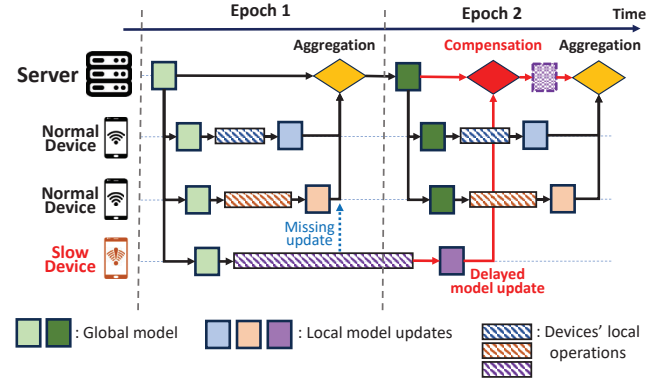 Epoch 1
Epoch 2
Time
Aggregation
Compensation
Aggregation
Server
Normal
Device
Normal
Device
Missing
update
Slow
Device
Delayed
model update
: Global model
: Local model updates
: Devices' local
operations